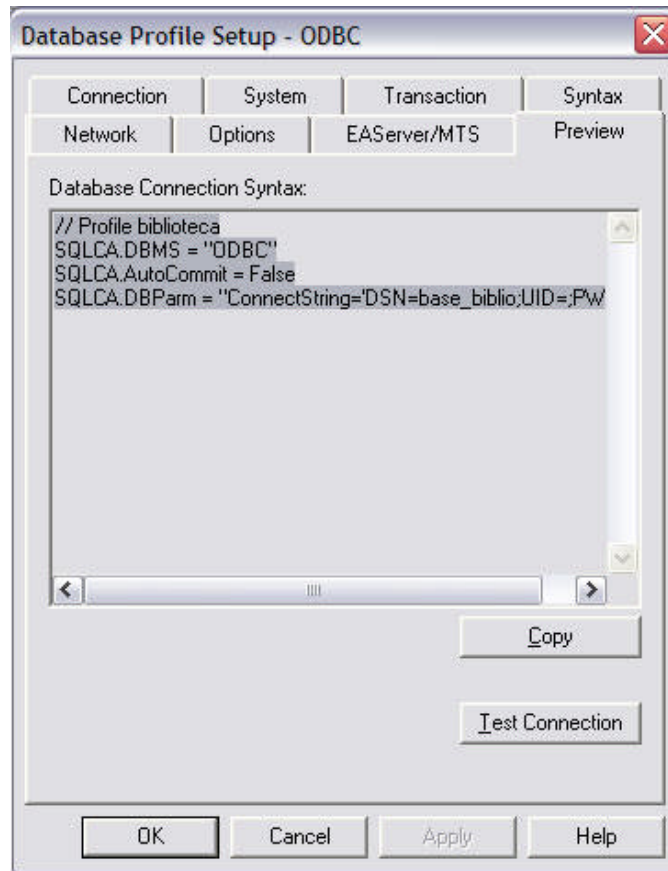 Database Profile Setup - ODBC
Connection System Transaction Syntax
Network Options EAServer/MTS Preview
Database Connection Syntax:
// Profile biblioteca
SQLCA.DBMS = "ODBC"
SQLCA.AutoCommit = False
SQLCA.DBParm = "ConnectString='DSN=base_biblio;UID=;PW
Copy
Test Connection
OK Cancel Apply Help